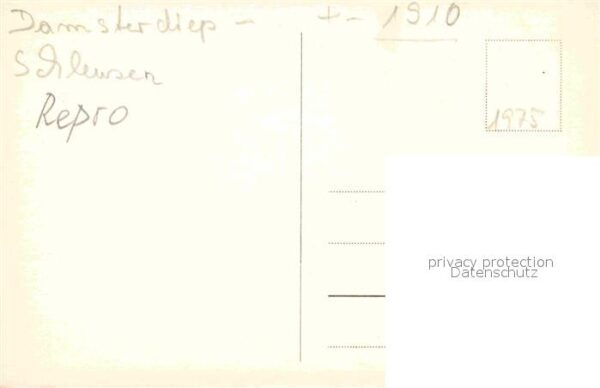 Damsterdiep - +- 1910
Schleusen
Repro
1975
privacy protection
Datenschutz